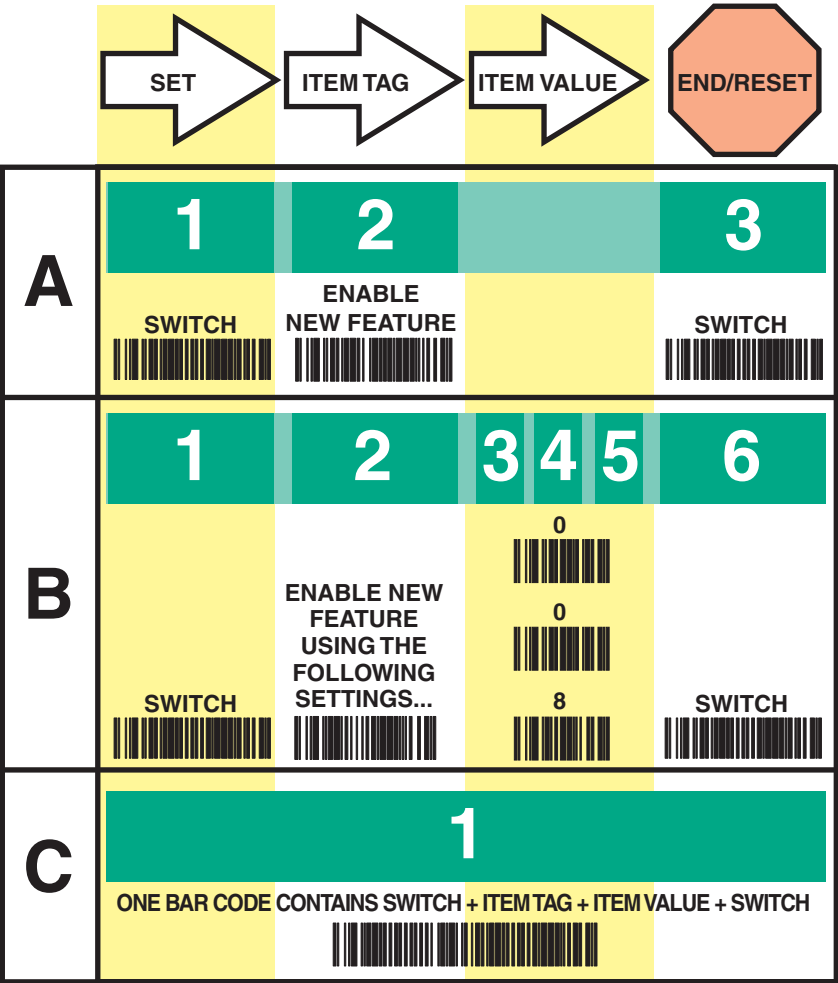 SET
ITEM TAG
ITEM VALUE
END/RESET
A
1
2
3
SWITCH
ENABLE
NEW FEATURE
SWITCH
B
1
2
3
4
5
6
SWITCH
ENABLE NEW
FEATURE
USING THE
FOLLOWING
SETTINGS...
0
0
8
SWITCH
C
1
ONE BAR CODE CONTAINS SWITCH + ITEM TAG + ITEM VALUE + SWITCH